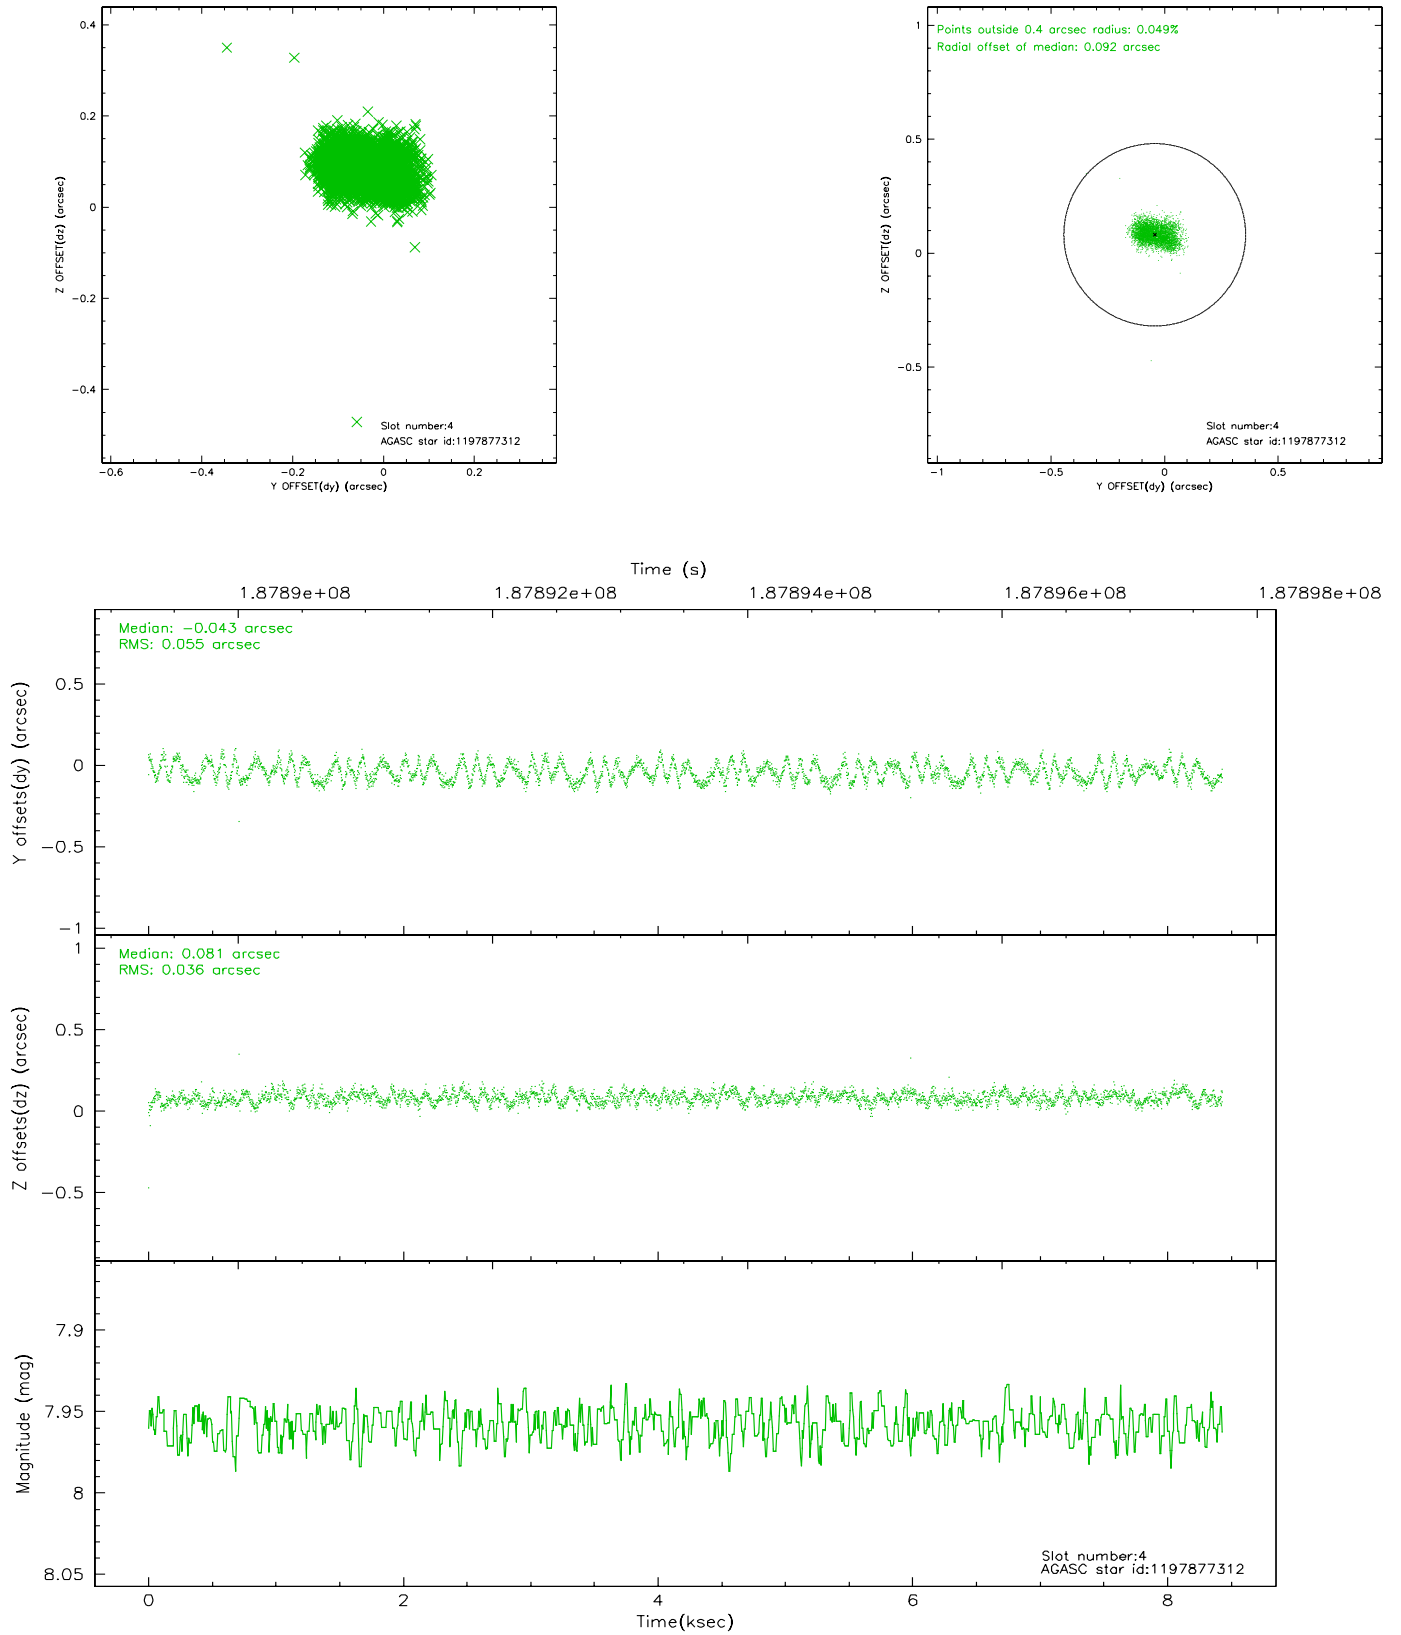 0.4
0.2
0
−0.2
−0.4
Z OFFSET(dz) (arcsec)
−0.6
−0.4
−0.2
0
0.2
Y OFFSET(dy) (arcsec)
Slot number:4
AGASC star id:1197877312
Points outside 0.4 arcsec radius: 0.049%
Radial offset of median: 0.092 arcsec
1
0.5
0
−0.5
Z OFFSET(dz) (arcsec)
−1
−0.5
0
0.5
Y OFFSET(dy) (arcsec)
Slot number:4
AGASC star id:1197877312
Time (s)
1.8789e+08
1.87892e+08
1.87894e+08
1.87896e+08
1.87898e+08
Median: −0.043 arcsec
RMS: 0.055 arcsec
0.5
0
−0.5
−1
Y offsets(dy) (arcsec)
Median: 0.081 arcsec
RMS: 0.036 arcsec
1
0.5
0
−0.5
Z offsets(dz) (arcsec)
7.9
7.95
8
8.05
Magnitude (mag)
Slot number:4
AGASC star id:1197877312
0
2
4
6
8
Time(ksec)